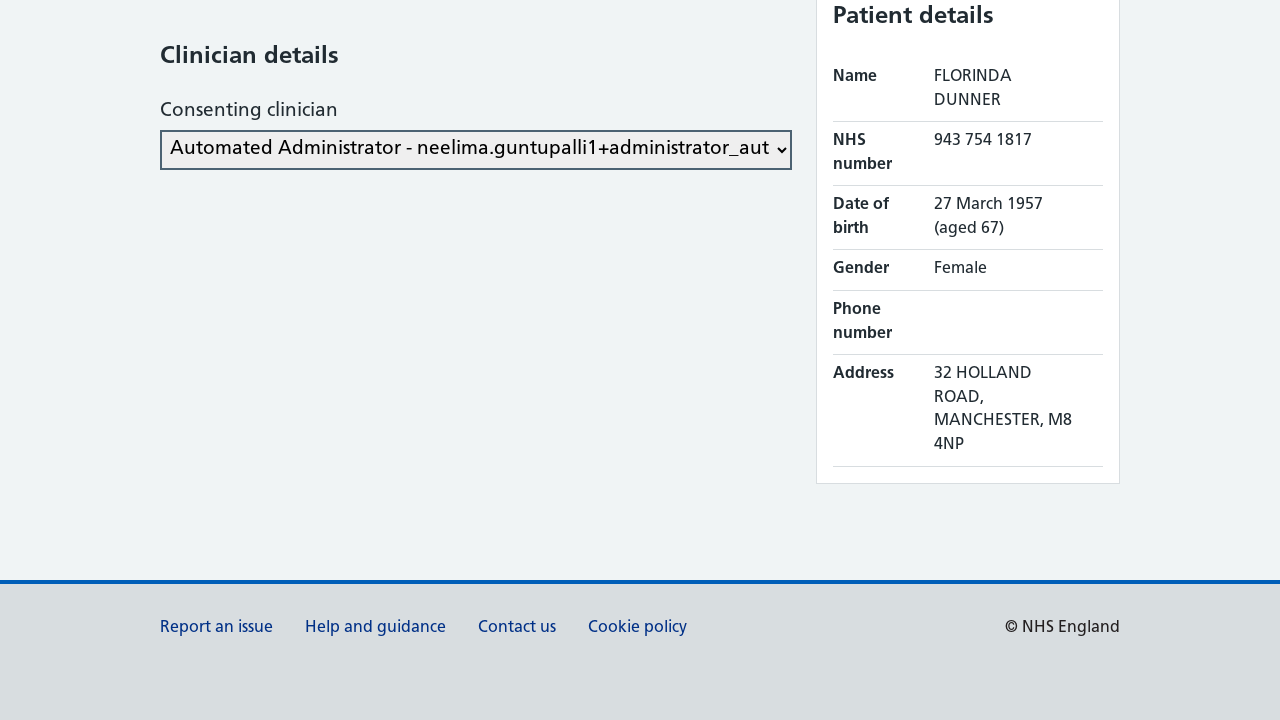 Clinician details
Consenting clinician
Automated Administrator - neelima.guntupalli1+administrator_aut
Patient details
Name FLORINDA
DUNNER
NHS 943 754 1817
number
Date of 27 March 1957
birth (aged 67)
Gender Female
Phone
number
Address 32 HOLLAND
ROAD,
MANCHESTER, M8
4NP
Report an issue Help and guidance Contact us Cookie policy © NHS England